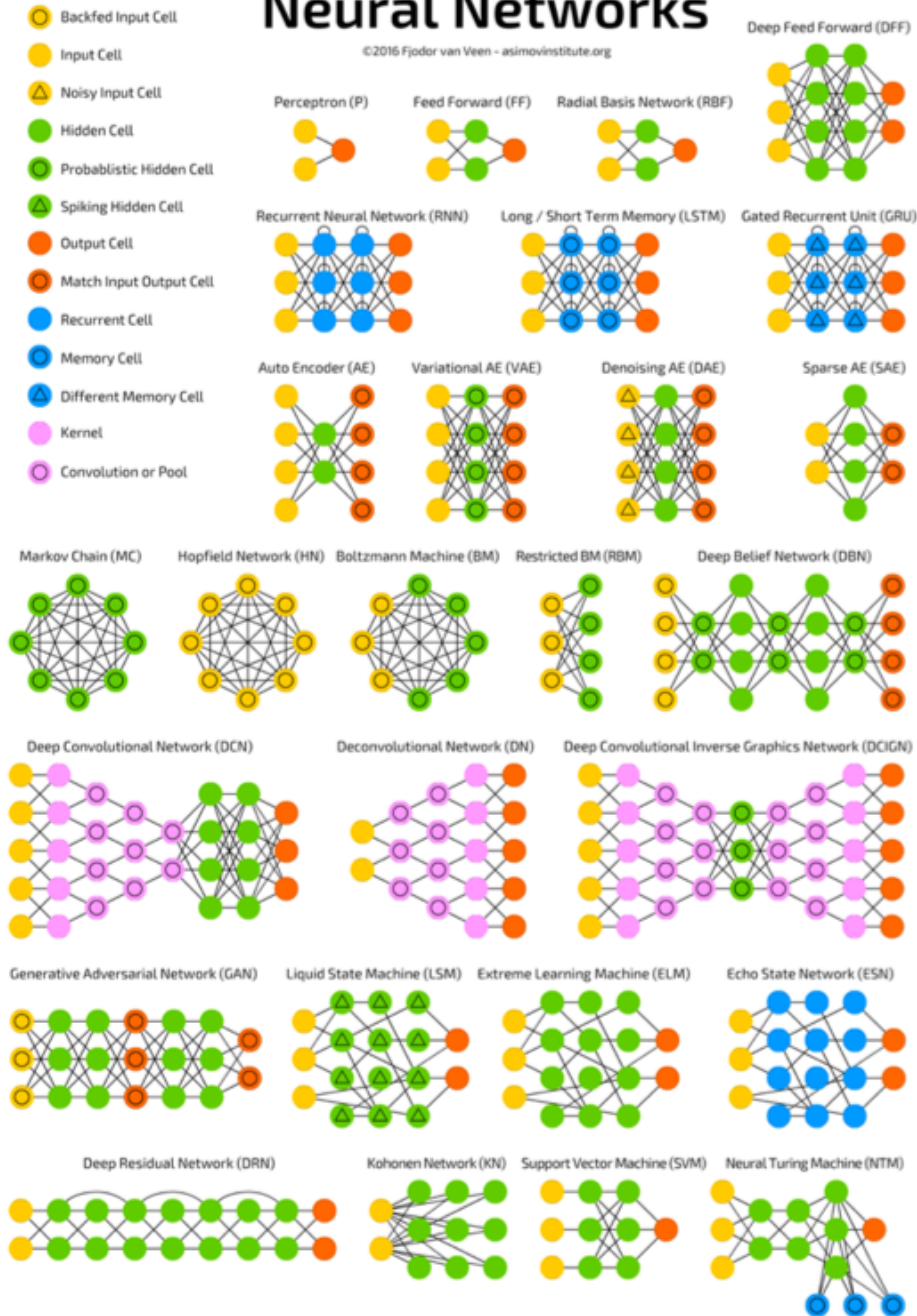 Neural Networks
©2016 Fjodor van Veen - asimovinstitute.org
Backfed Input Cell
Input Cell
Noisy Input Cell
Hidden Cell
Probablistic Hidden Cell
Spiking Hidden Cell
Output Cell
Match Input Output Cell
Recurrent Cell
Memory Cell
Different Memory Cell
Kernel
Convolution or Pool
Deep Feed Forward (DFF)
Perceptron (P)
Feed Forward (FF)
Radial Basis Network (RBF)
Recurrent Neural Network (RNN)
Long / Short Term Memory (LSTM)
Gated Recurrent Unit (GRU)
Auto Encoder (AE)
Variational AE (VAE)
Denoising AE (DAE)
Sparse AE (SAE)
Markov Chain (MC)
Hopfield Network (HN)
Boltzmann Machine (BM)
Restricted BM (RBM)
Deep Belief Network (DBN)
Deep Convolutional Network (DCN)
Deconvolutional Network (DN)
Deep Convolutional Inverse Graphics Network (DCIGN)
Generative Adversarial Network (GAN)
Liquid State Machine (LSM)
Extreme Learning Machine (ELM)
Echo State Network (ESN)
Deep Residual Network (DRN)
Kohonen Network (KN)
Support Vector Machine (SVM)
Neural Turing Machine (NTM)